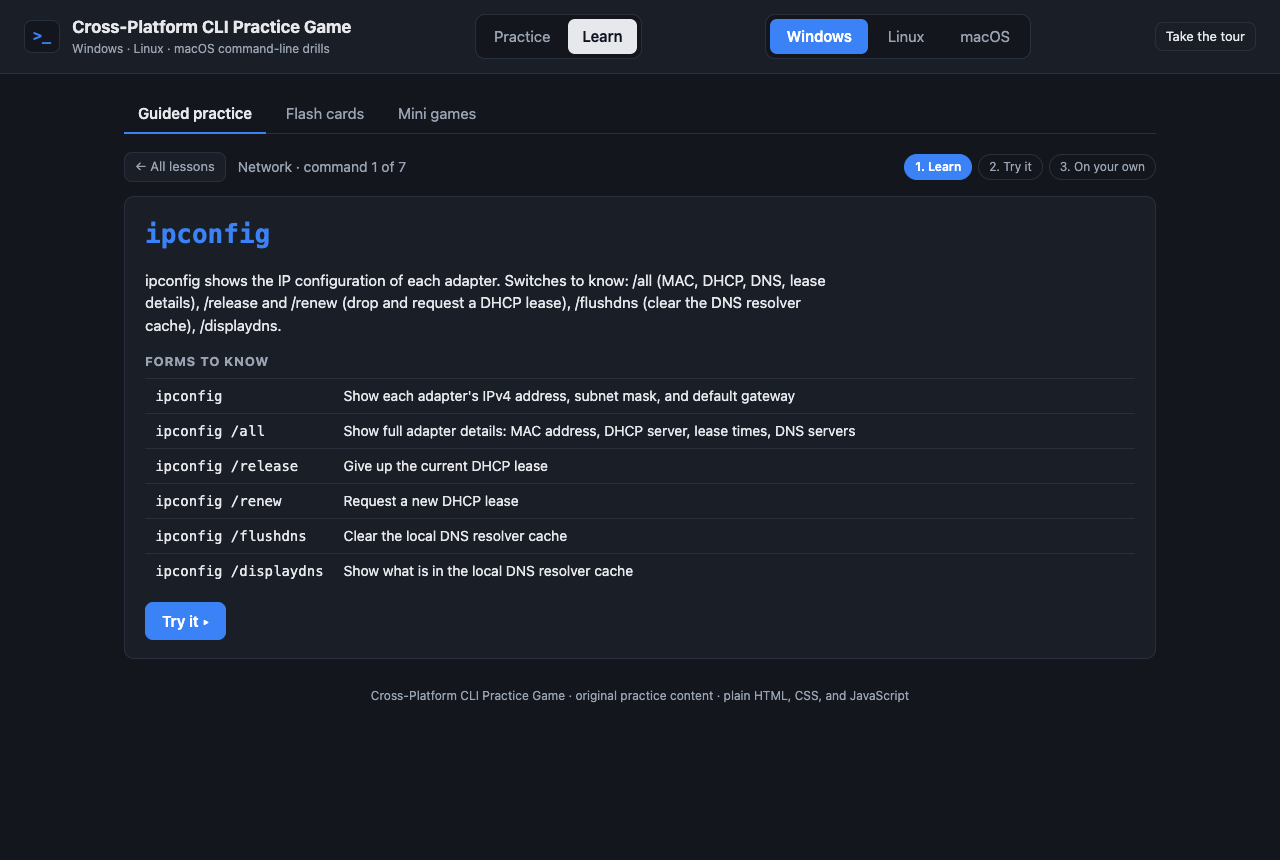 >_
Cross-Platform CLI Practice Game
Windows · Linux · macOS command-line drills
Practice
Learn
Windows
Linux
macOS
Take the tour
Guided practice
Flash cards
Mini games
← All lessons
Network · command 1 of 7
1. Learn
2. Try it
3. On your own
ipconfig
ipconfig shows the IP configuration of each adapter. Switches to know: /all (MAC, DHCP, DNS, lease
details), /release and /renew (drop and request a DHCP lease), /flushdns (clear the DNS resolver
cache), /displaydns.
FORMS TO KNOW
ipconfig Show each adapter's IPv4 address, subnet mask, and default gateway
ipconfig /all Show full adapter details: MAC address, DHCP server, lease times, DNS servers
ipconfig /release Give up the current DHCP lease
ipconfig /renew Request a new DHCP lease
ipconfig /flushdns Clear the local DNS resolver cache
ipconfig /displaydns Show what is in the local DNS resolver cache
Try it ▸
Cross-Platform CLI Practice Game · original practice content · plain HTML, CSS, and JavaScript